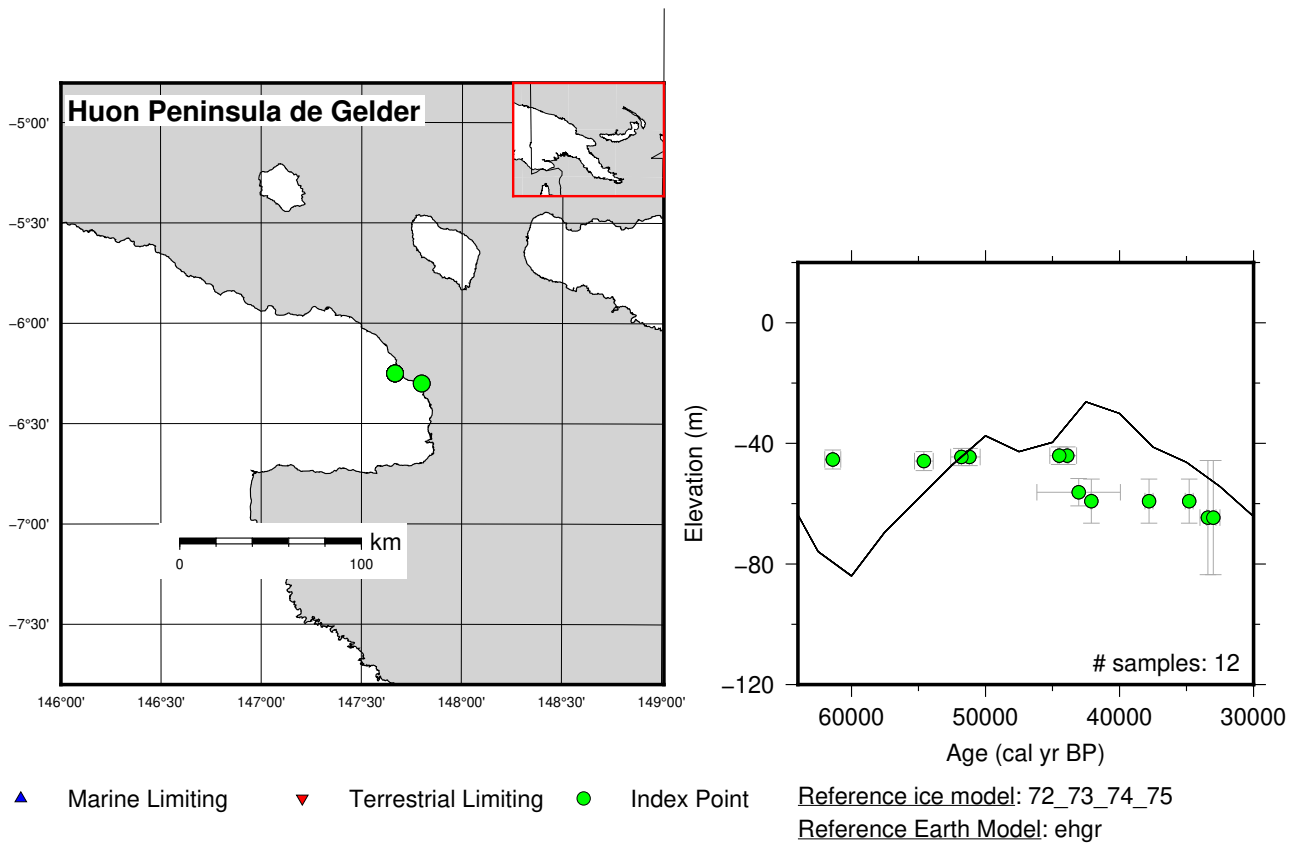 Huon Peninsula de Gelder
−5°00'
−5°30'
−6°00'
−6°30'
−7°00'
−7°30'
146°00' 146°30' 147°00' 147°30' 148°00' 148°30' 149°00'
km
0 100
Elevation (m)
0
−40
−80
−120
# samples: 12
60000 50000 40000 30000
Age (cal yr BP)
Marine Limiting Terrestrial Limiting Index Point
Reference ice model: 72_73_74_75
Reference Earth Model: ehgr